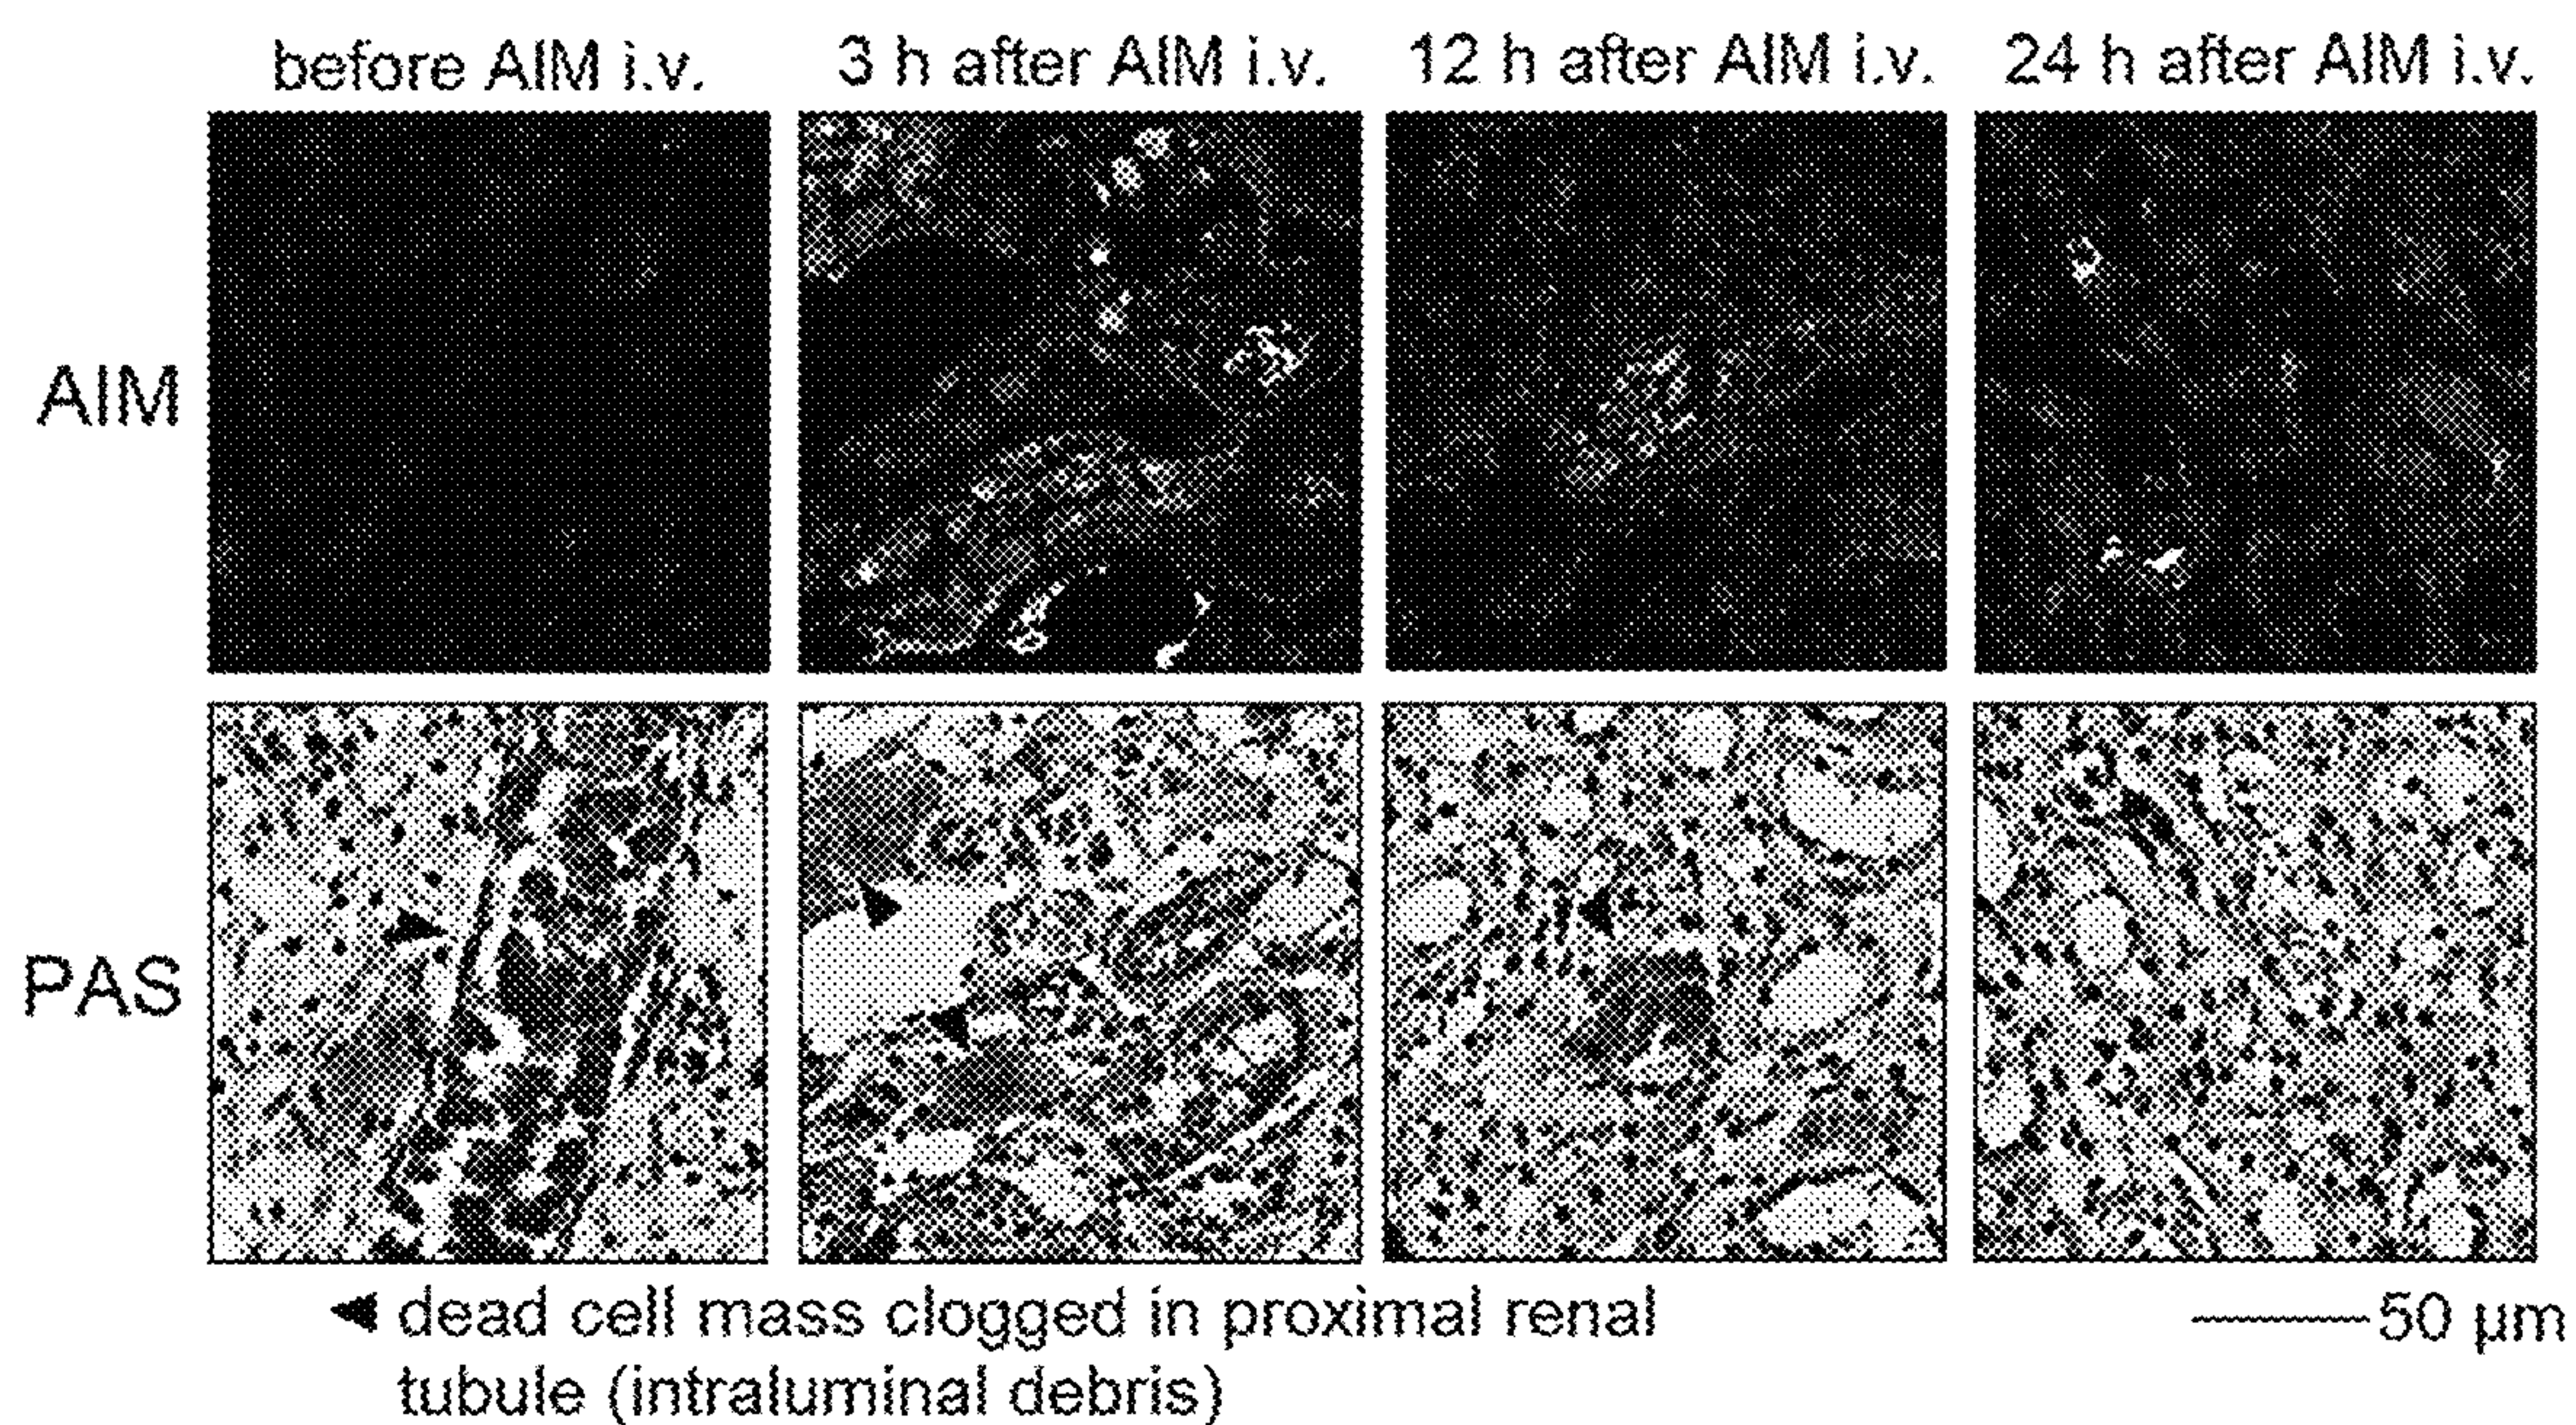 before AIM i.v.
3 h after AIM i.v.
12 h after AIM i.v.
24 h after AIM i.v.
AIM
PAS
◄ dead cell mass clogged in proximal renal
tubule (intraluminal debris)
50 µm